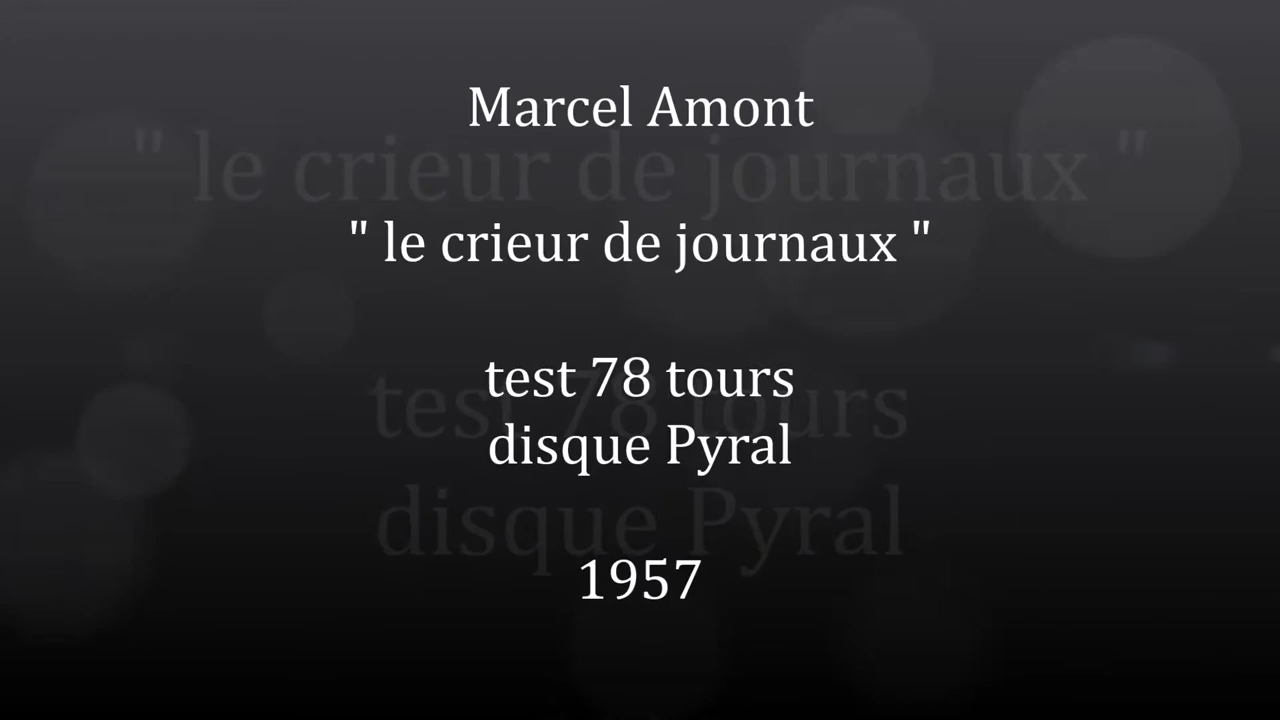 Marcel Amont
" le crieur de journaux "
test 78 tours
disque Pyral
1957